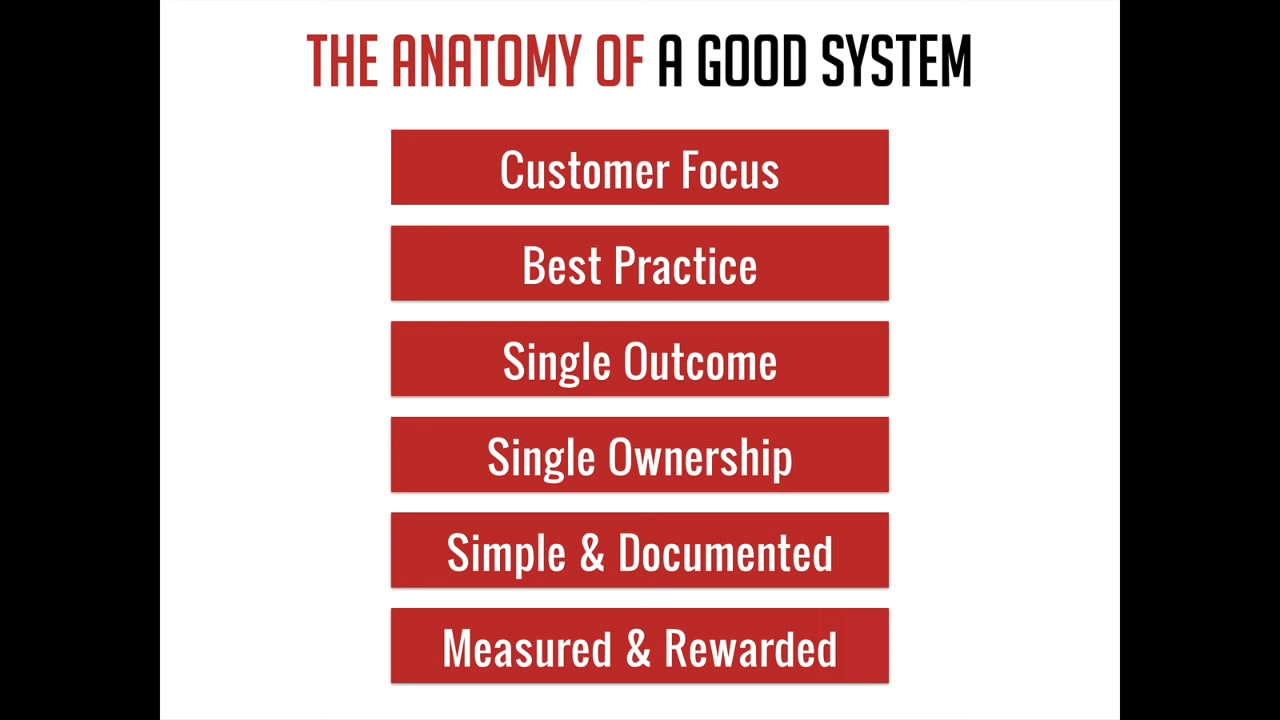 THE ANATOMY OF A GOOD SYSTEM
Customer Focus
Best Practice
Single Outcome
Single Ownership
Simple & Documented
Measured & Rewarded